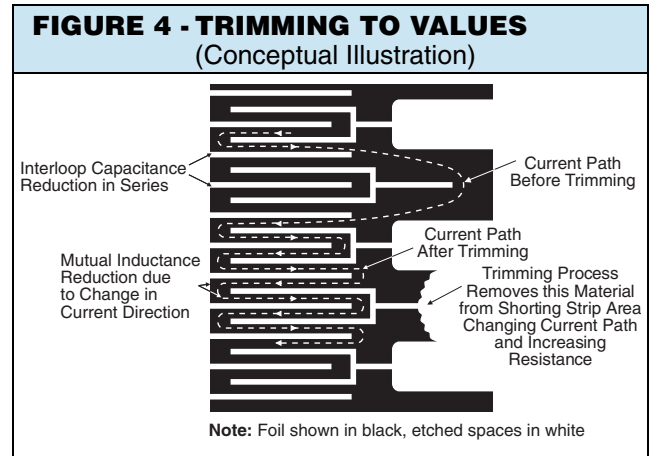 FIGURE 4 - TRIMMING TO VALUES
(Conceptual Illustration)
Interloop Capacitance
Reduction in Series
Current Path
Before Trimming
Mutual Inductance
Reduction due
to Change in
Current Direction
Current Path
After Trimming
Trimming Process
Removes this Material
from Shorting Strip Area
Changing Current Path
and Increasing
Resistance
Note: Foil shown in black, etched spaces in white